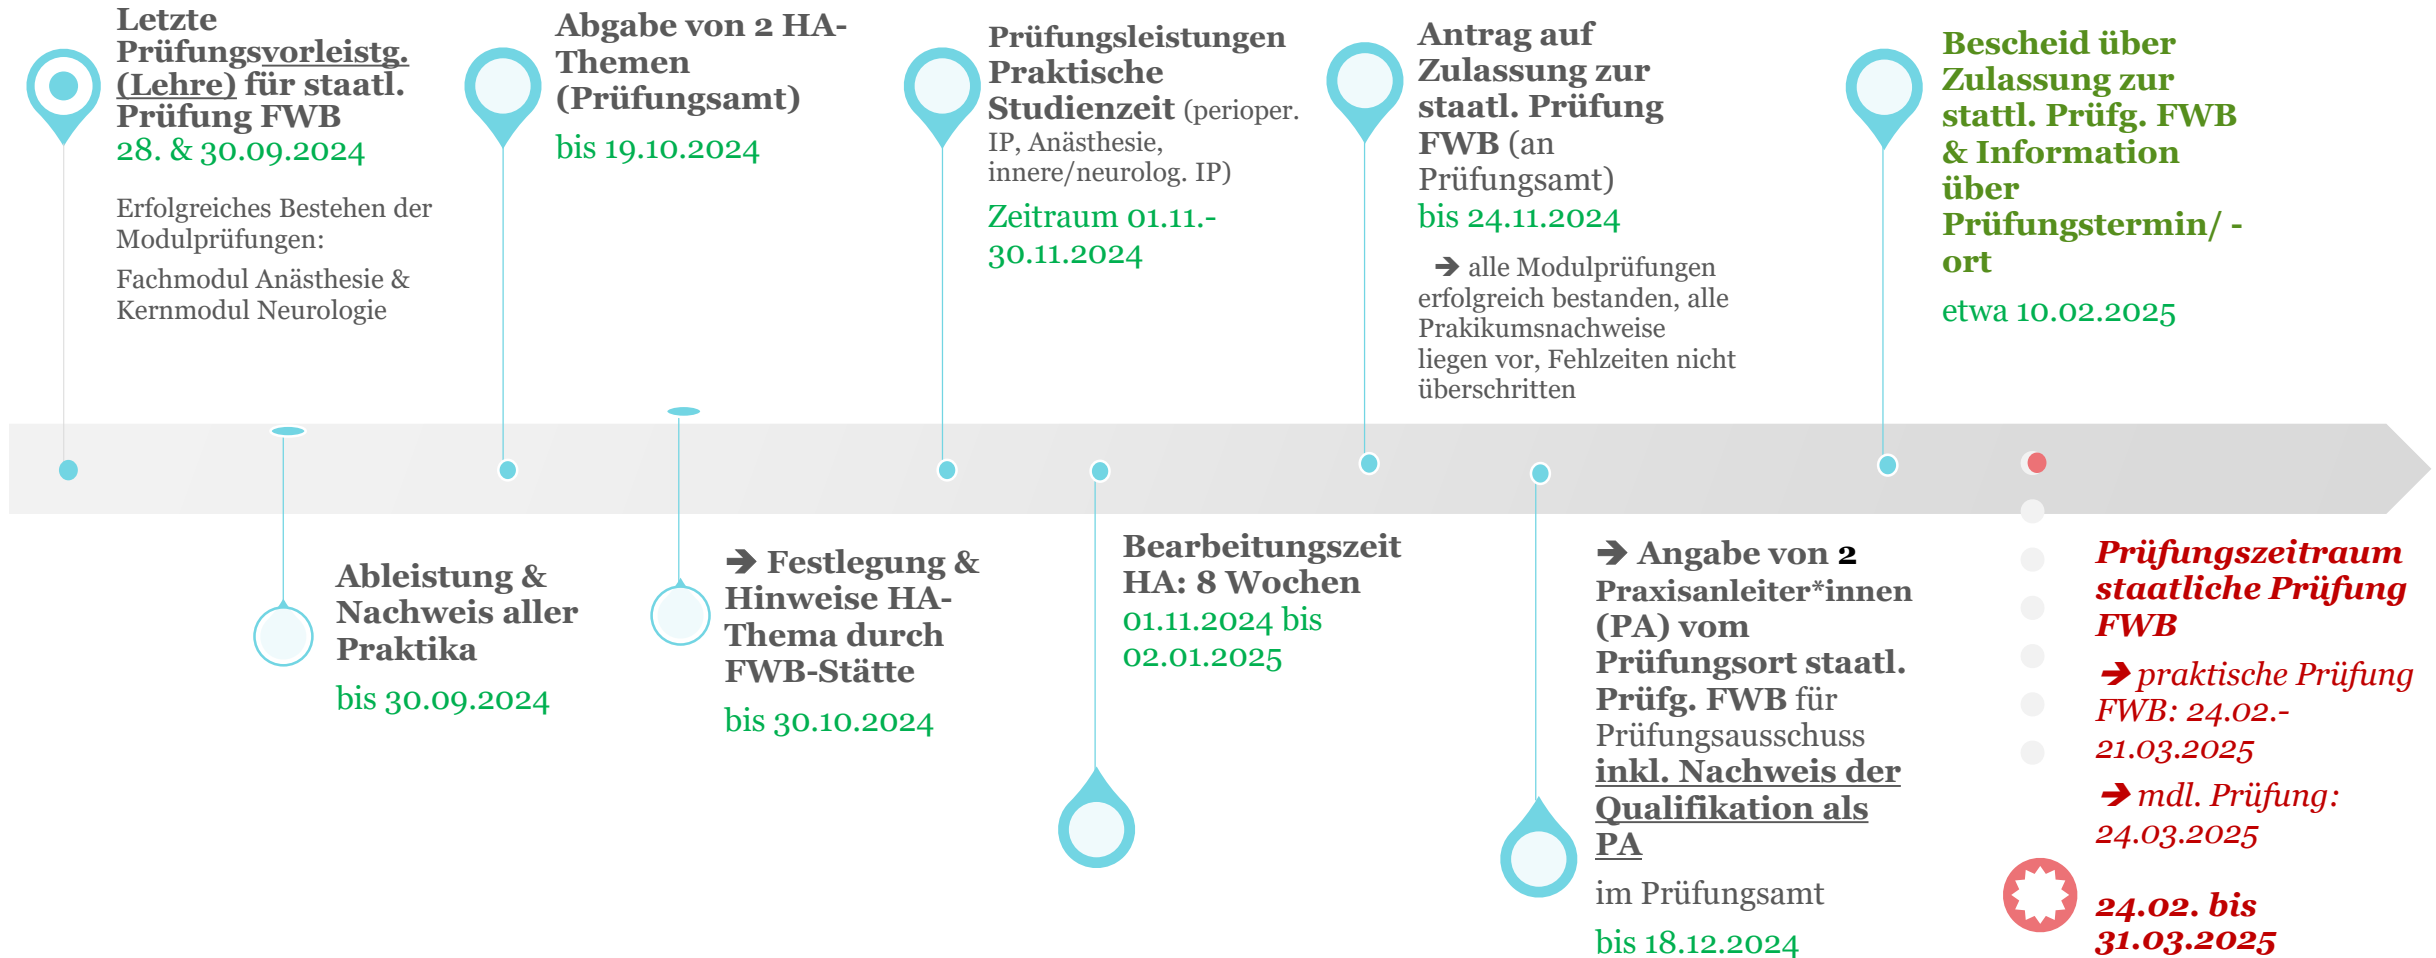 Letzte
Prüfungsvorleistg.
(Lehre) für staatl.
Prüfung FWB
28. & 30.09.2024
Erfolgreiches Bestehen der
Modulprüfungen:
Fachmodul Anästhesie &
Kernmodul Neurologie
Abgabe von 2 HA-
Themen
(Prüfungsamt)
bis 19.10.2024
Prüfungsleistungen
Praktische
Studienzeit (perioper.
IP, Anästhesie,
innere/neurolog. IP)
Zeitraum 01.11.-
30.11.2024
Antrag auf
Zulassung zur
staatl. Prüfung
FWB (an
Prüfungsamt)
bis 24.11.2024
➔ alle Modulprüfungen
erfolgreich bestanden, alle
Prakikumsnachweise
liegen vor, Fehlzeiten nicht
überschritten
Bescheid über
Zulassung zur
stattl. Prüfg. FWB
& Information
über
Prüfungstermin/ -
ort
etwa 10.02.2025
Ableistung &
Nachweis aller
Praktika
bis 30.09.2024
➔ Festlegung &
Hinweise HA-
Thema durch
FWB-Stätte
bis 30.10.2024
Bearbeitungszeit
HA: 8 Wochen
01.11.2024 bis
02.01.2025
➔ Angabe von 2
Praxisanleiter*innen
(PA) vom
Prüfungsort staatl.
Prüfg. FWB für
Prüfungsausschuss
inkl. Nachweis der
Qualifikation als
PA
im Prüfungsamt
bis 18.12.2024
Prüfungszeitraum
staatliche Prüfung
FWB
➔ praktische Prüfung
FWB: 24.02.-
21.03.2025
➔ mdl. Prüfung:
24.03.2025
24.02. bis
31.03.2025